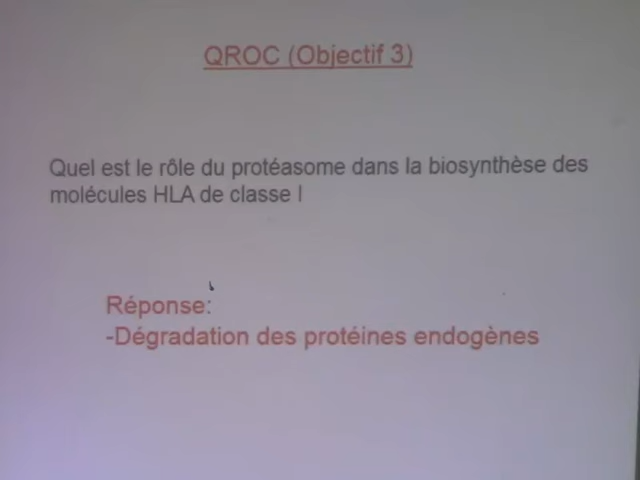 QROC (Objectif 3)
Quel est le rôle du protéasome dans la biosynthèse des
molécules HLA de classe I
Réponse:
-Dégradation des protéines endogènes